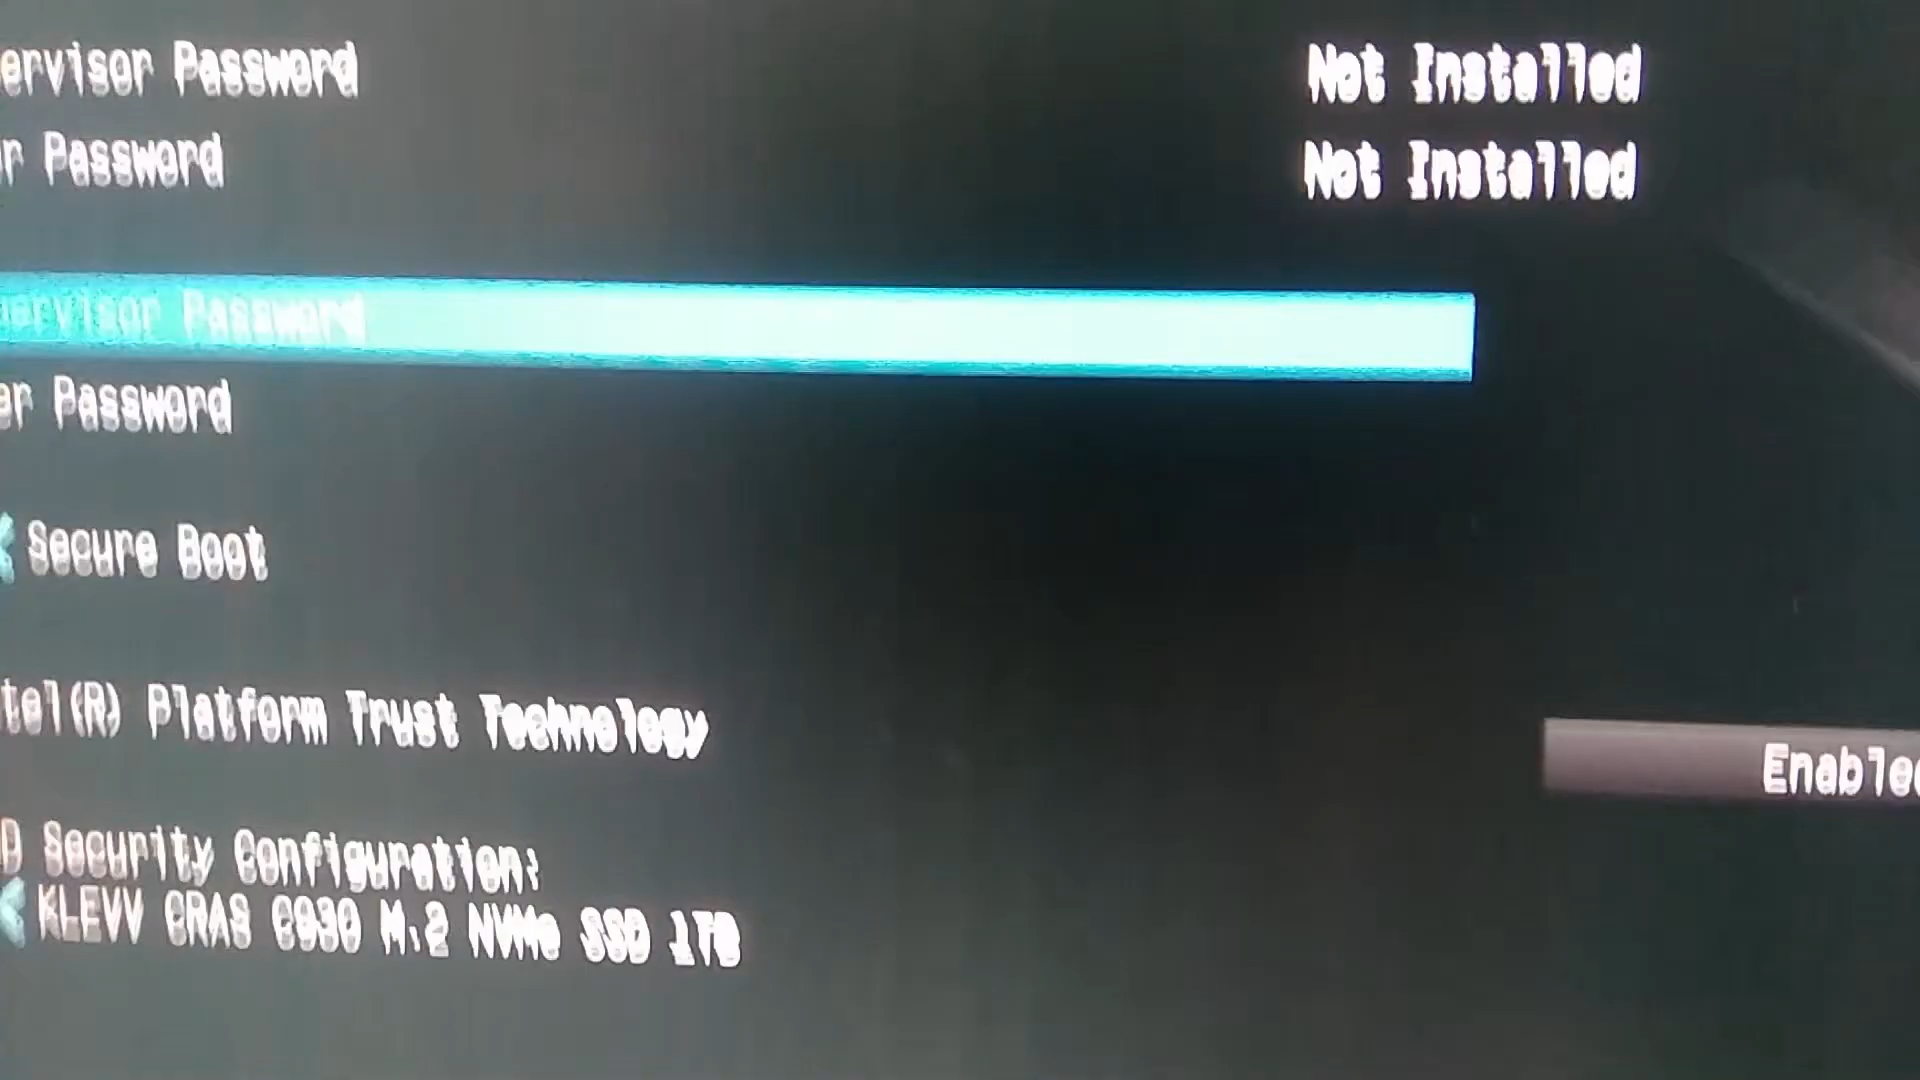 ervisor Password Not Installed
r Password Not Installed
ervisor Password
er Password
Secure Boot
tel(R) Platform Trust Technology Enabled
D Security Configuration:
KLEVV CRAS C930 M.2 NVMe SSD 1TB